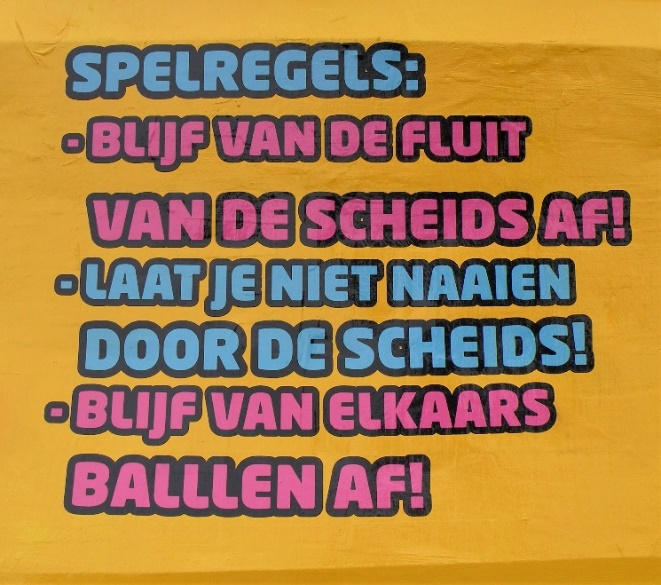 SPELREGELS:
- BLIJF VAN DE FLUIT
VAN DE SCHEIDS AF!
- LAAT JE NIET NAAIEN
DOOR DE SCHEIDS!
- BLIJF VAN ELKAARS
BALLLEN AF!